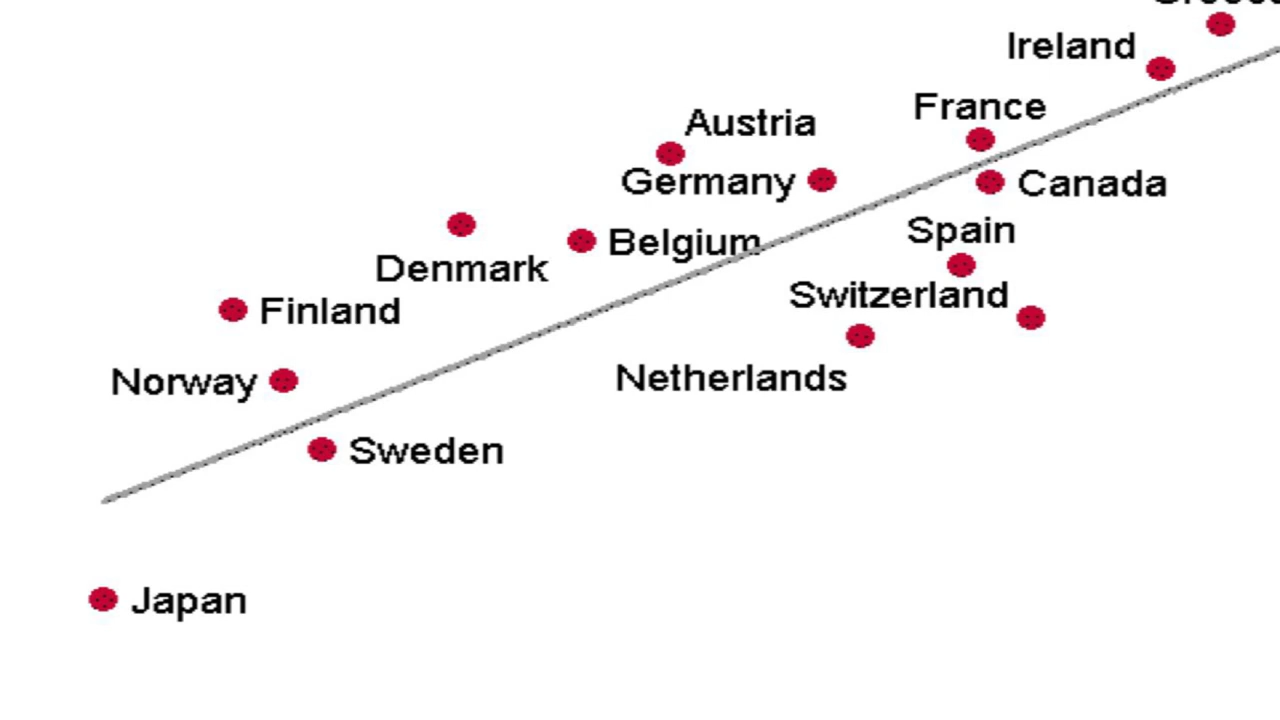 Ireland
France
Austria
Germany
Canada
Spain
Belgium
Denmark
Switzerland
Finland
Netherlands
Norway
Sweden
Japan